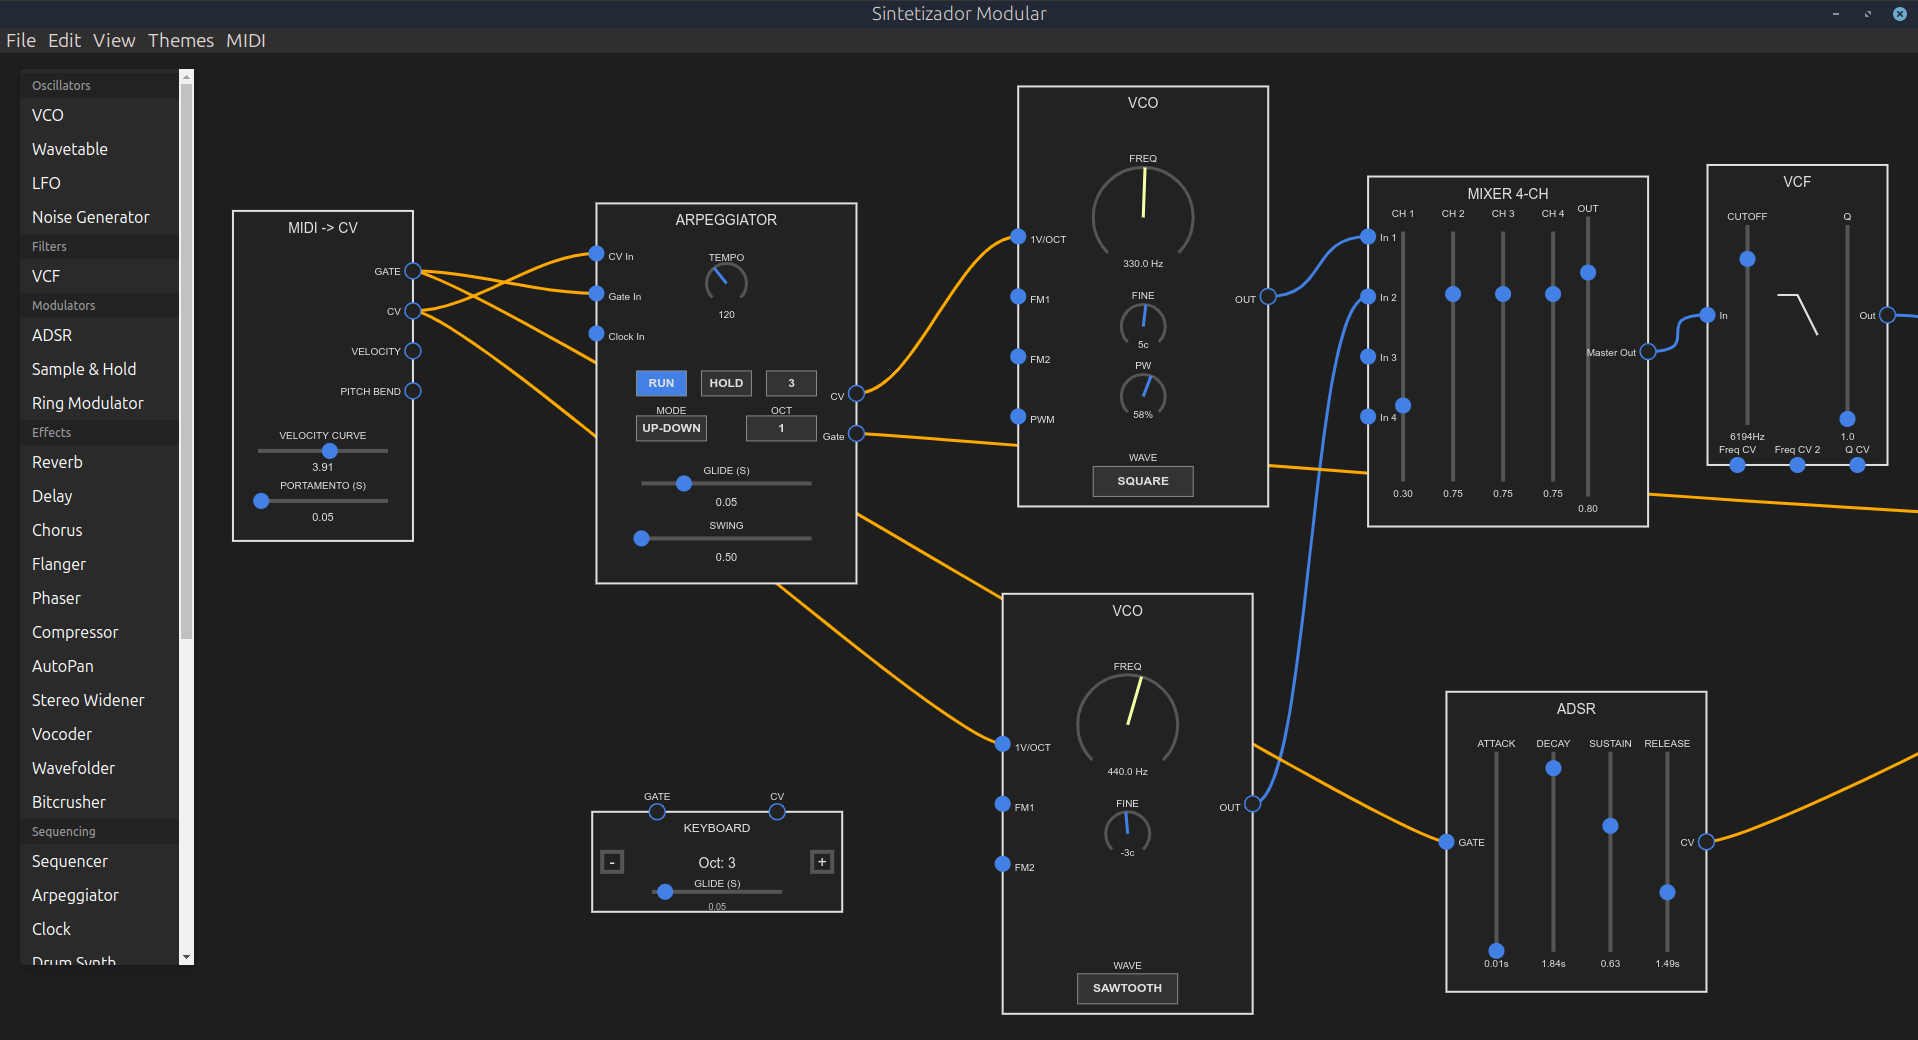 Sintetizador Modular
File Edit View Themes MIDI
Oscillators
VCO
Wavetable
LFO
Noise Generator
Filters
VCF
Modulators
ADSR
Sample & Hold
Ring Modulator
Effects
Reverb
Delay
Chorus
Flanger
Phaser
Compressor
AutoPan
Stereo Widener
Vocoder
Wavefolder
Bitcrusher
Sequencing
Sequencer
Arpeggiator
Clock
Drum Synth
MIDI -> CV
GATE
CV
VELOCITY
PITCH BEND
VELOCITY CURVE
3.91
PORTAMENTO (S)
0.05
ARPEGGIATOR
CV In
TEMPO
Gate In
120
Clock In
RUN HOLD 3
CV
MODE OCT
UP-DOWN 1
Gate
GLIDE (S)
0.05
SWING
0.50
GATE CV
KEYBOARD
- Oct: 3 +
GLIDE (S)
0.05
VCO
FREQ
1V/OCT
330.0 Hz
FM1
FINE
OUT
5c
FM2
PW
58%
PWM
WAVE
SQUARE
VCO
FREQ
1V/OCT
440.0 Hz
FM1
FINE
OUT
-3c
FM2
WAVE
SAWTOOTH
MIXER 4-CH
CH 1 CH 2 CH 3 CH 4 OUT
In 1
In 2
In 3
Master Out
In 4
0.30 0.75 0.75 0.75
0.80
VCF
CUTOFF Q
In Out
6194Hz 1.0
Freq CV Freq CV 2 Q CV
ADSR
ATTACK DECAY SUSTAIN RELEASE
GATE CV
0.01s 1.84s 0.63 1.49s